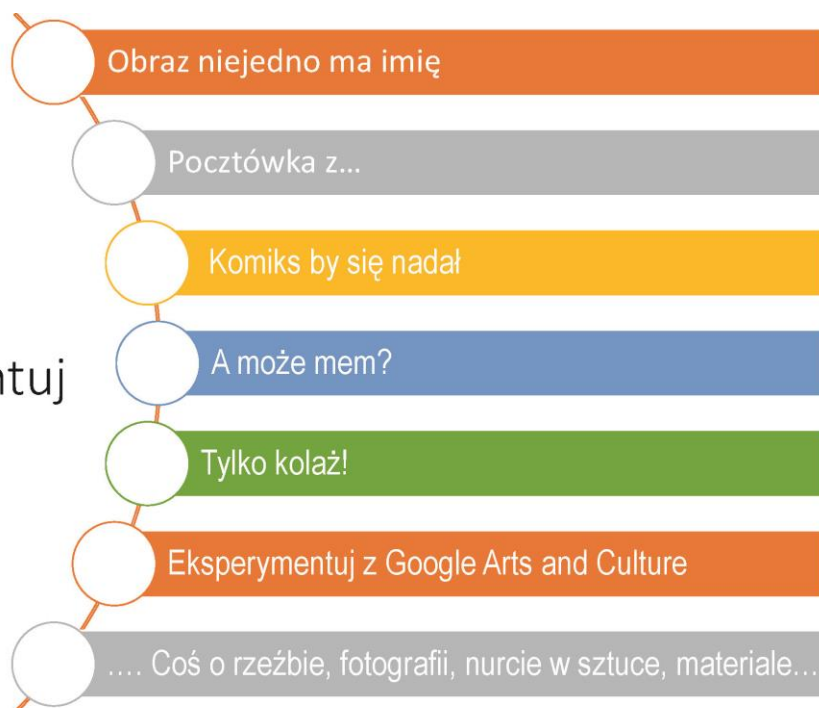 Obraz niejedno ma imię
Pocztówka z...
Komiks by się nadał
ntuj
A może mem?
Tylko kolaż!
Eksperymentuj z Google Arts and Culture
.... Coś o rzeźbie, fotografii, nurcie w sztuce, materiale...